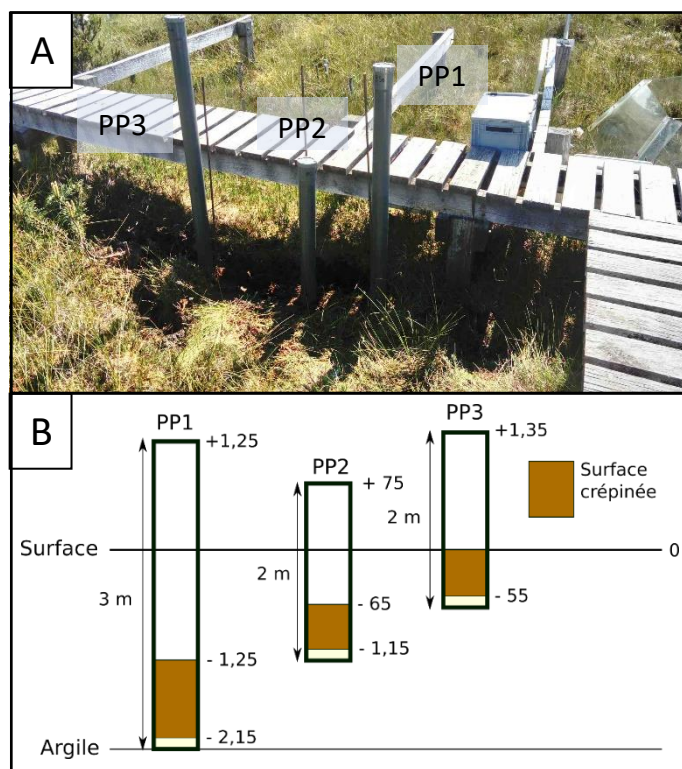 A
PP3
PP2
PP1
B
PP1
+1,25
PP2
+ 75
PP3
+1,35
Surface
crépinée
2 m
Surface
0
3 m
2 m
- 65
- 55
- 1,15
- 1,25
- 2,15
Argile